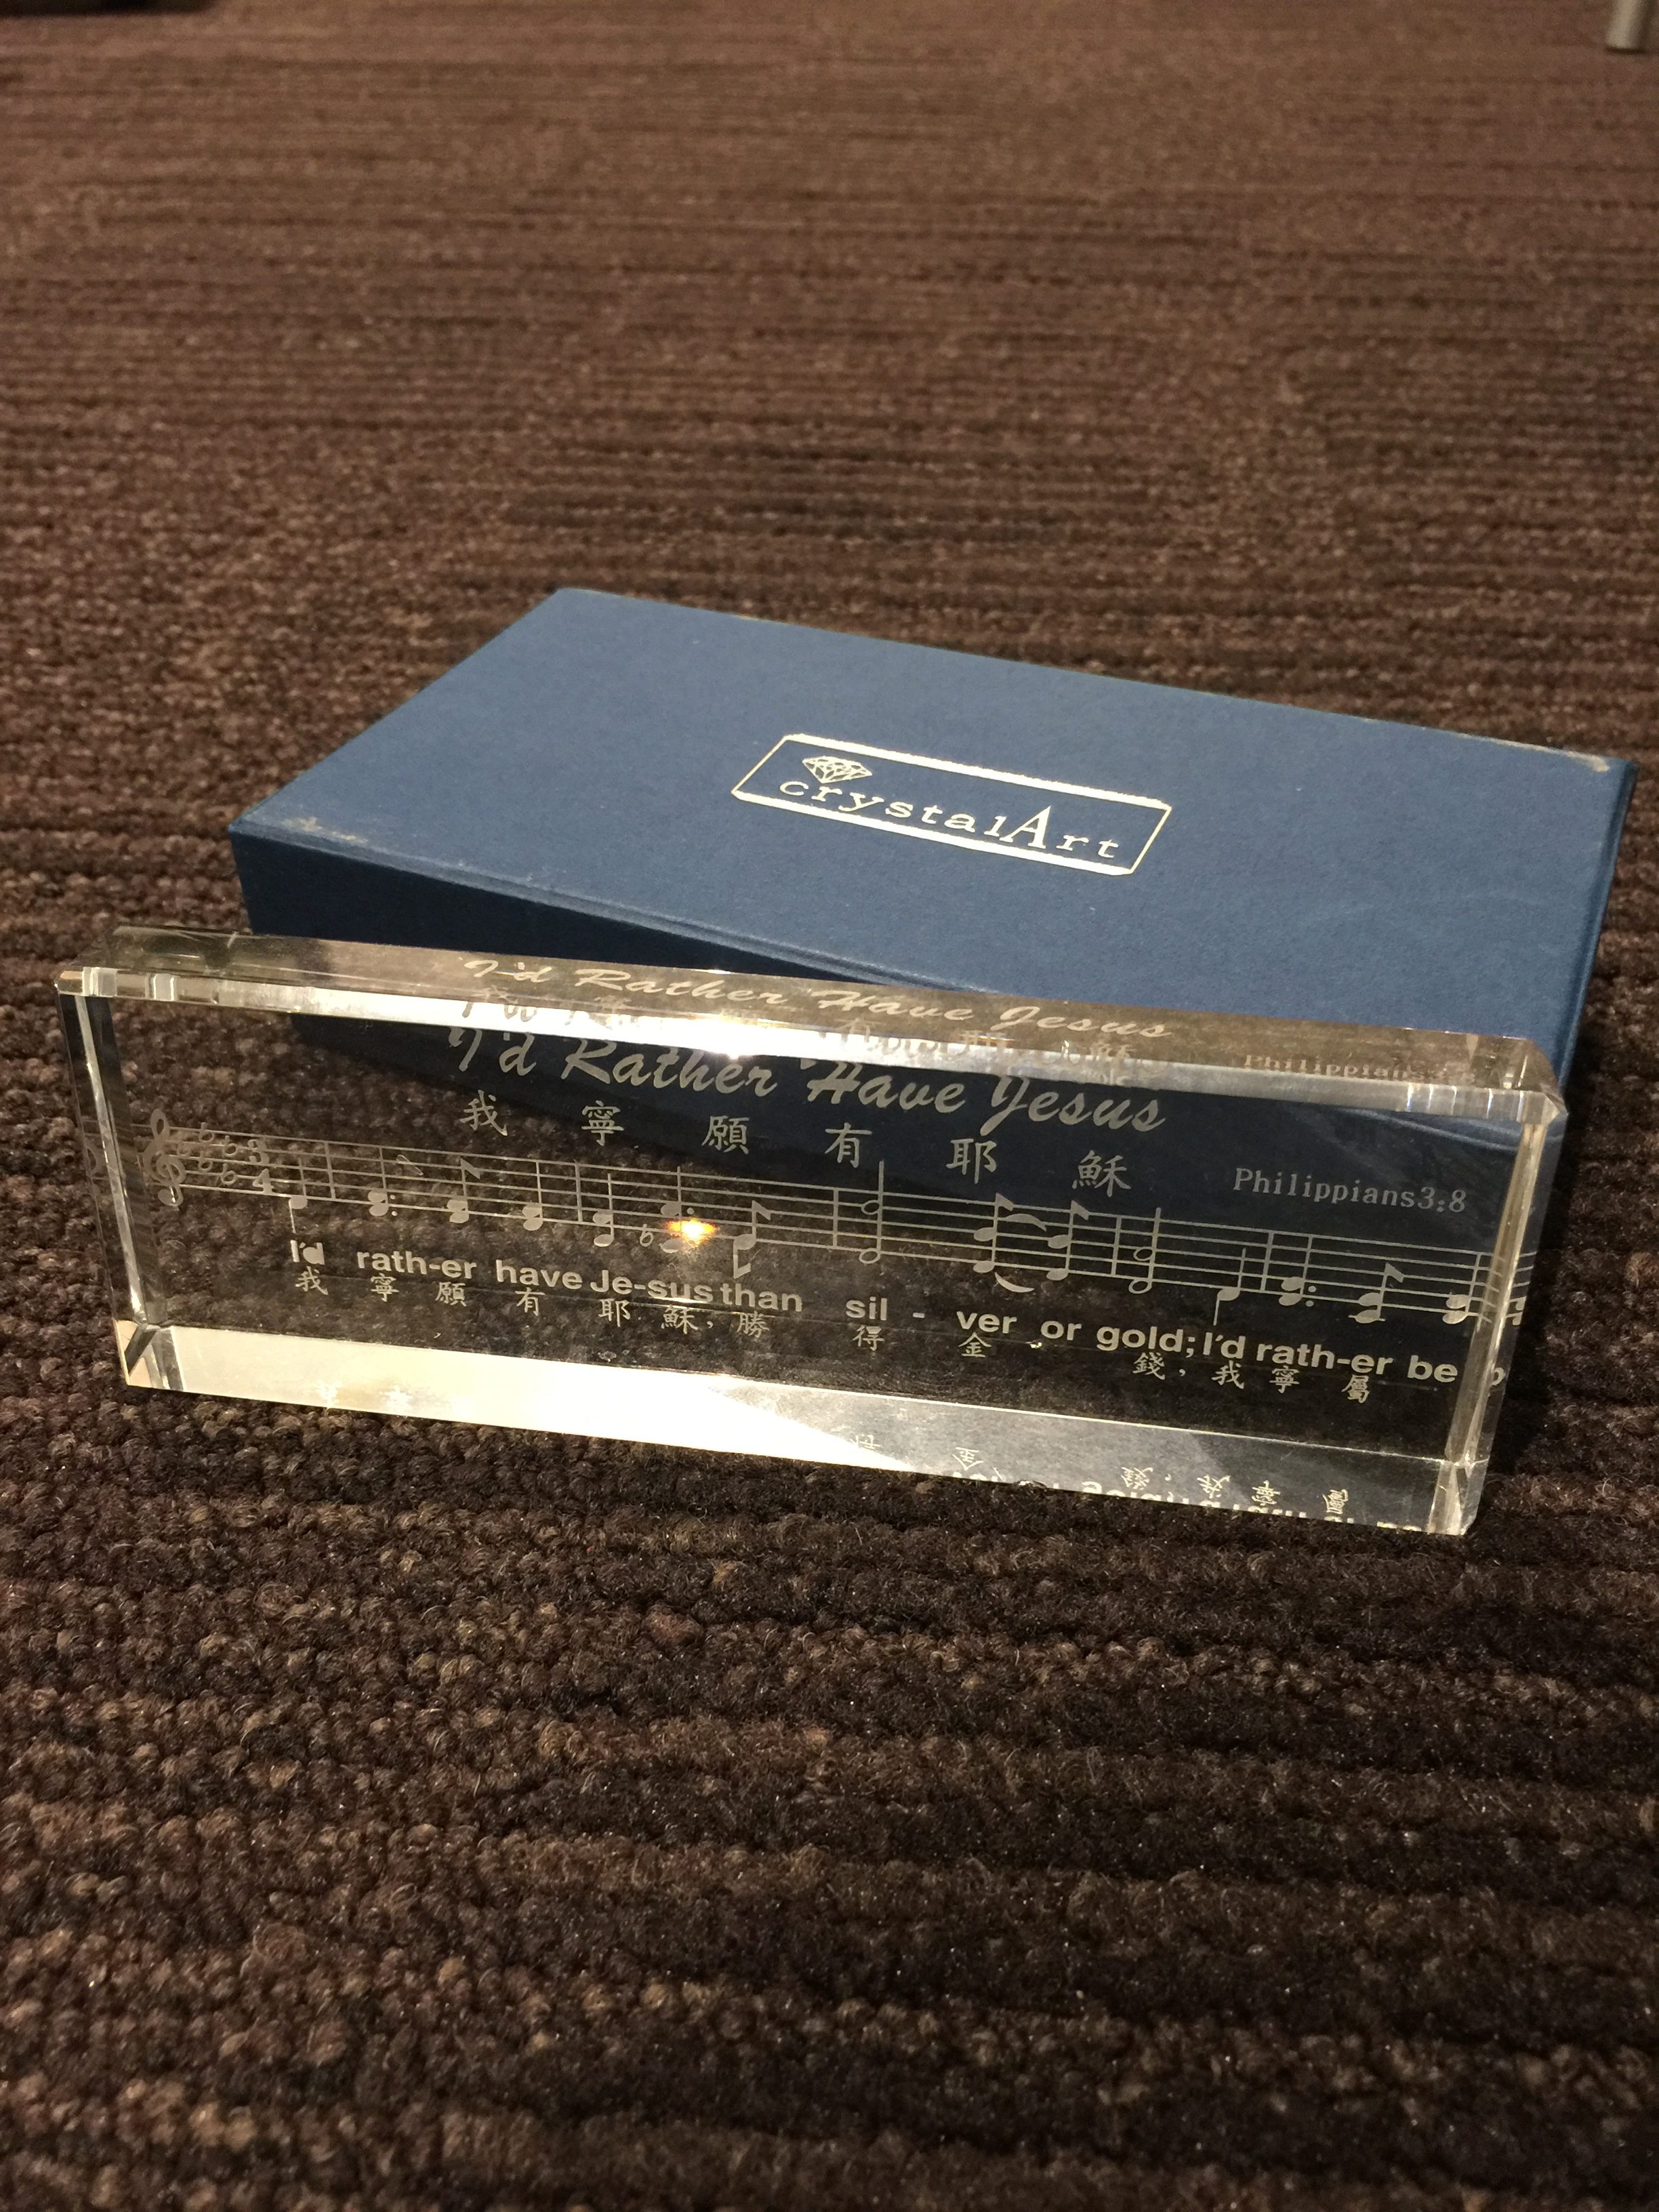 crystalArt
I'd Rather Have Jesus
我寧願有耶穌
Philippians3:8
I'd rath-er have Je-sus than sil - ver or gold; I'd rath-er be
我寧願有耶穌，勝得金錢，我寧屬